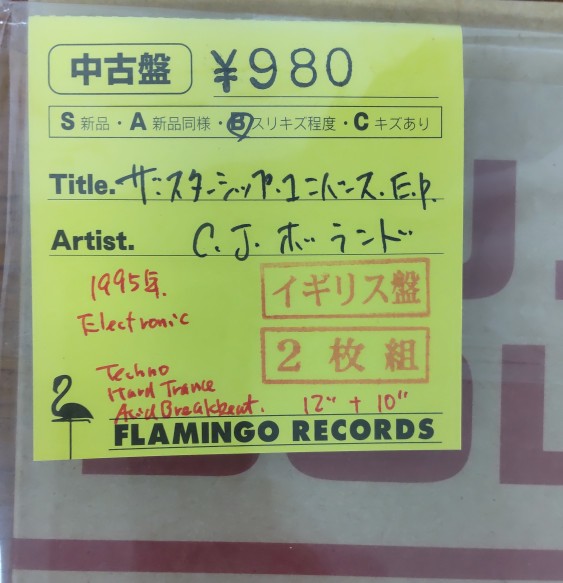 中古盤 ¥980
S 新品・A 新品同様・B スリキズ程度・C キズあり
Title. ザ・スターシップ・ユニバース・E.p.
Artist. C.J.ボランド
1995年
イギリス盤
Electronic
2枚組
Techno
Hard Trance
Acid Breakbeat. 12" + 10"
FLAMINGO RECORDS